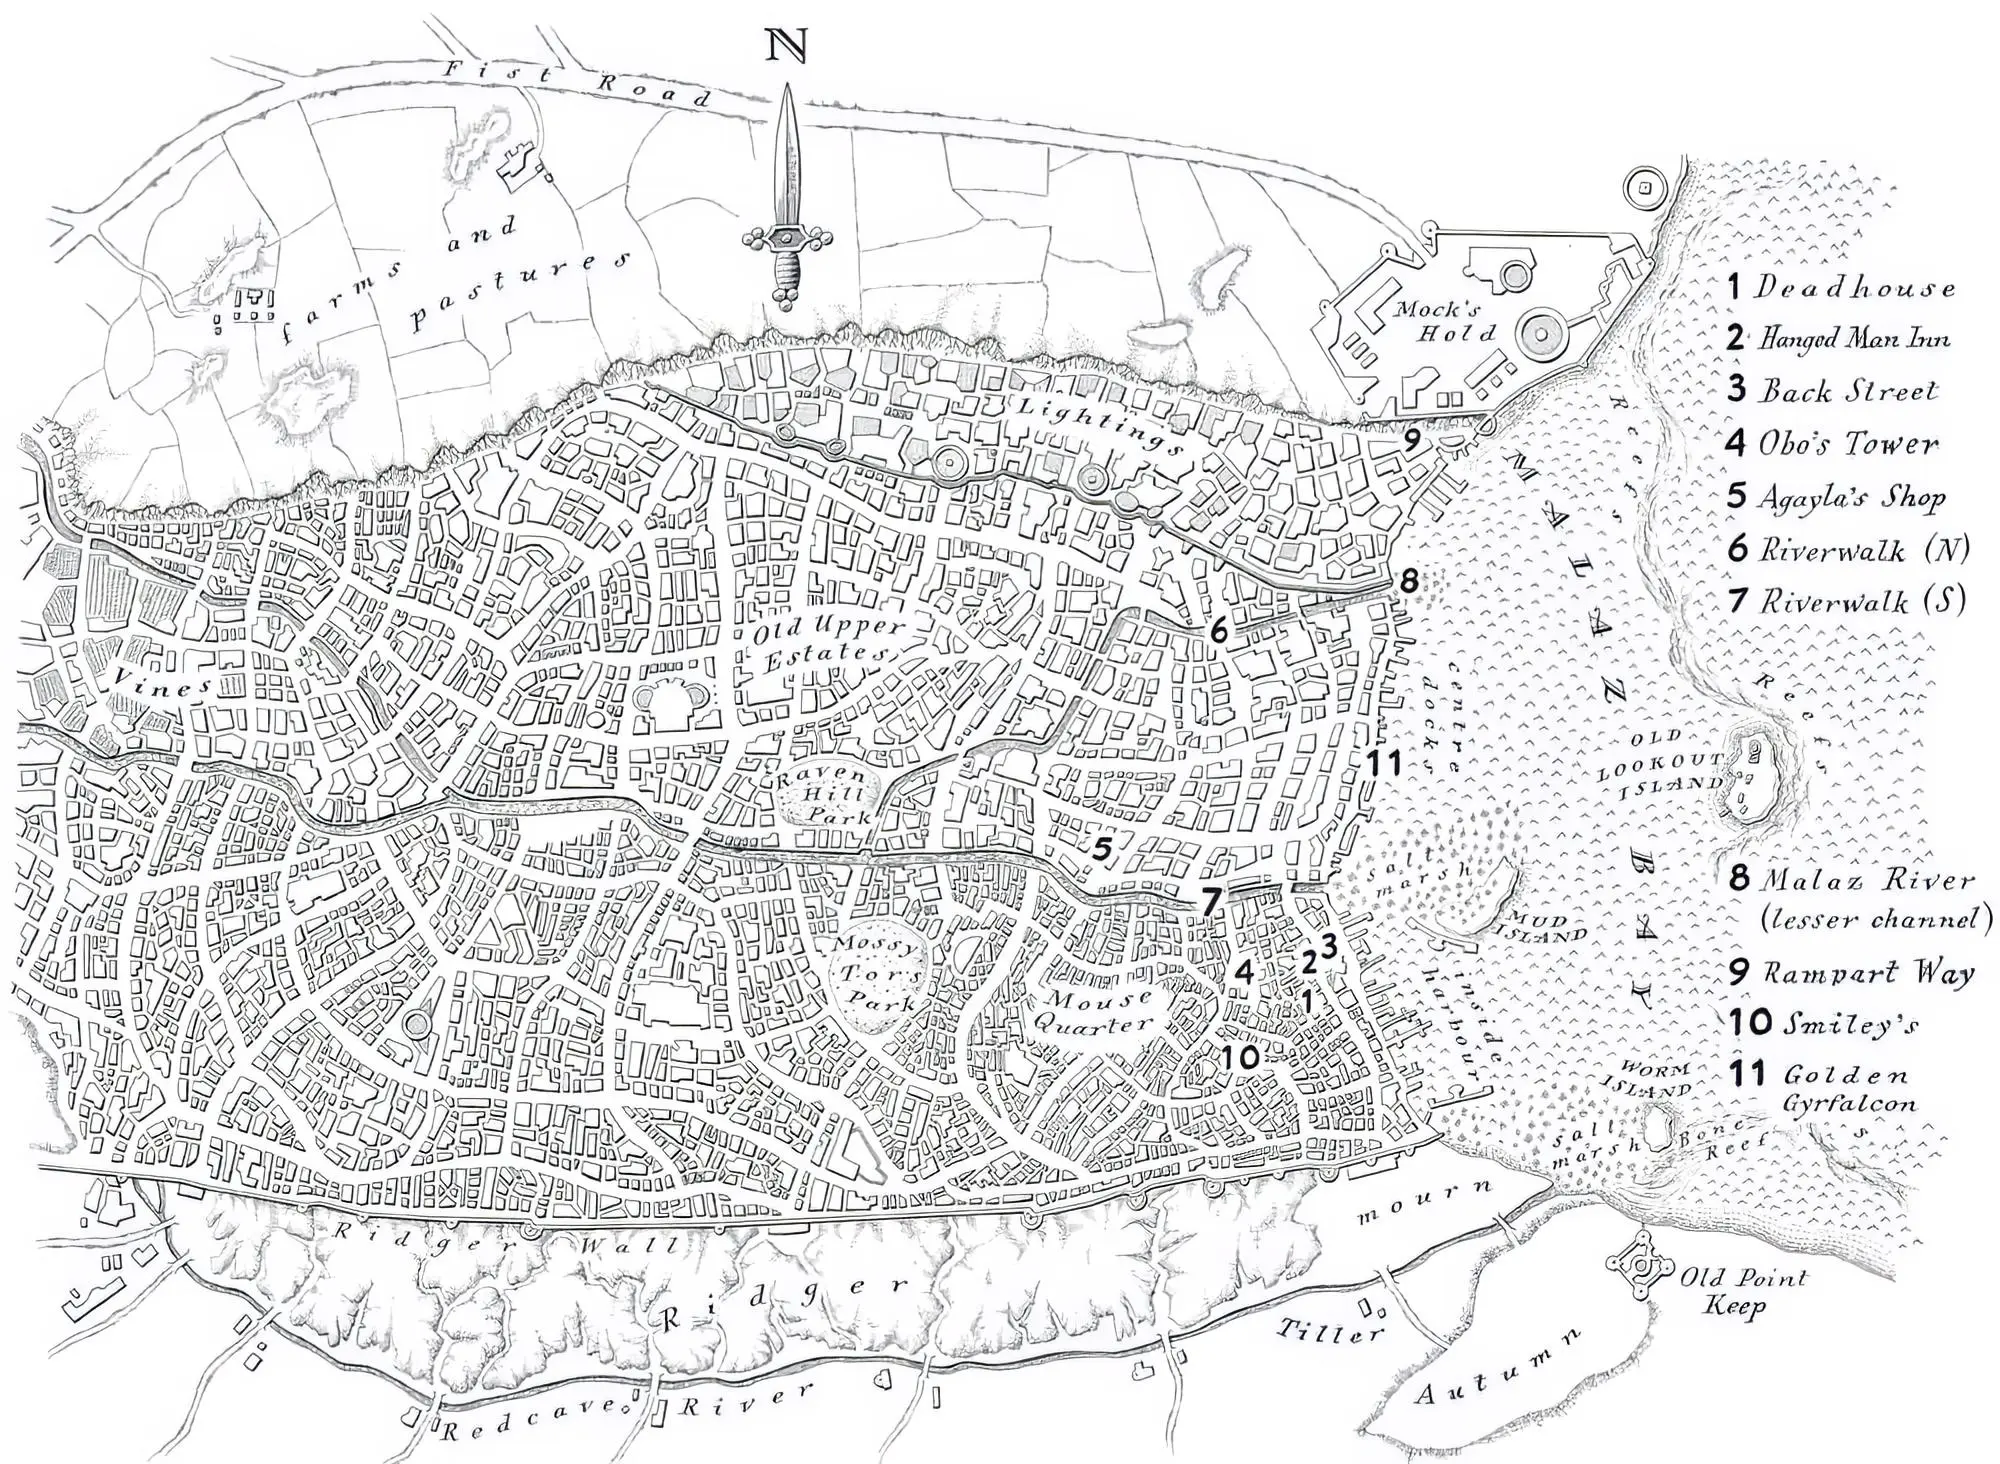 N
Fist Road
farms and
pastures
Mock's
Hold
Lightings
Reefs
MALAZ
BAY
1 Deadhouse
2 Hanged Man Inn
3 Back Street
4 Obo's Tower
5 Agayla's Shop
6 Riverwalk (N)
7 Riverwalk (S)
9
8
6
Old Upper
Estates
Vines
centre
docks
11
Reefs
OLD
LOOKOUT
ISLAND
Raven
Hill
Park
5
7
salt
marsh
MUD
ISLAND
8 Malaz River
(lesser channel)
9 Rampart Way
10 Smiley's
11 Golden
Gyrfalcon
Mossy
Tor's
Park
3
2
4
1
Mouse
Quarter
10
inside
harbour
WORM
ISLAND
salt
marsh
Bone
Reefs
mourn
Ridger Wall
Ridger
Old Point
Keep
Tiller
Autumn
Redcave River